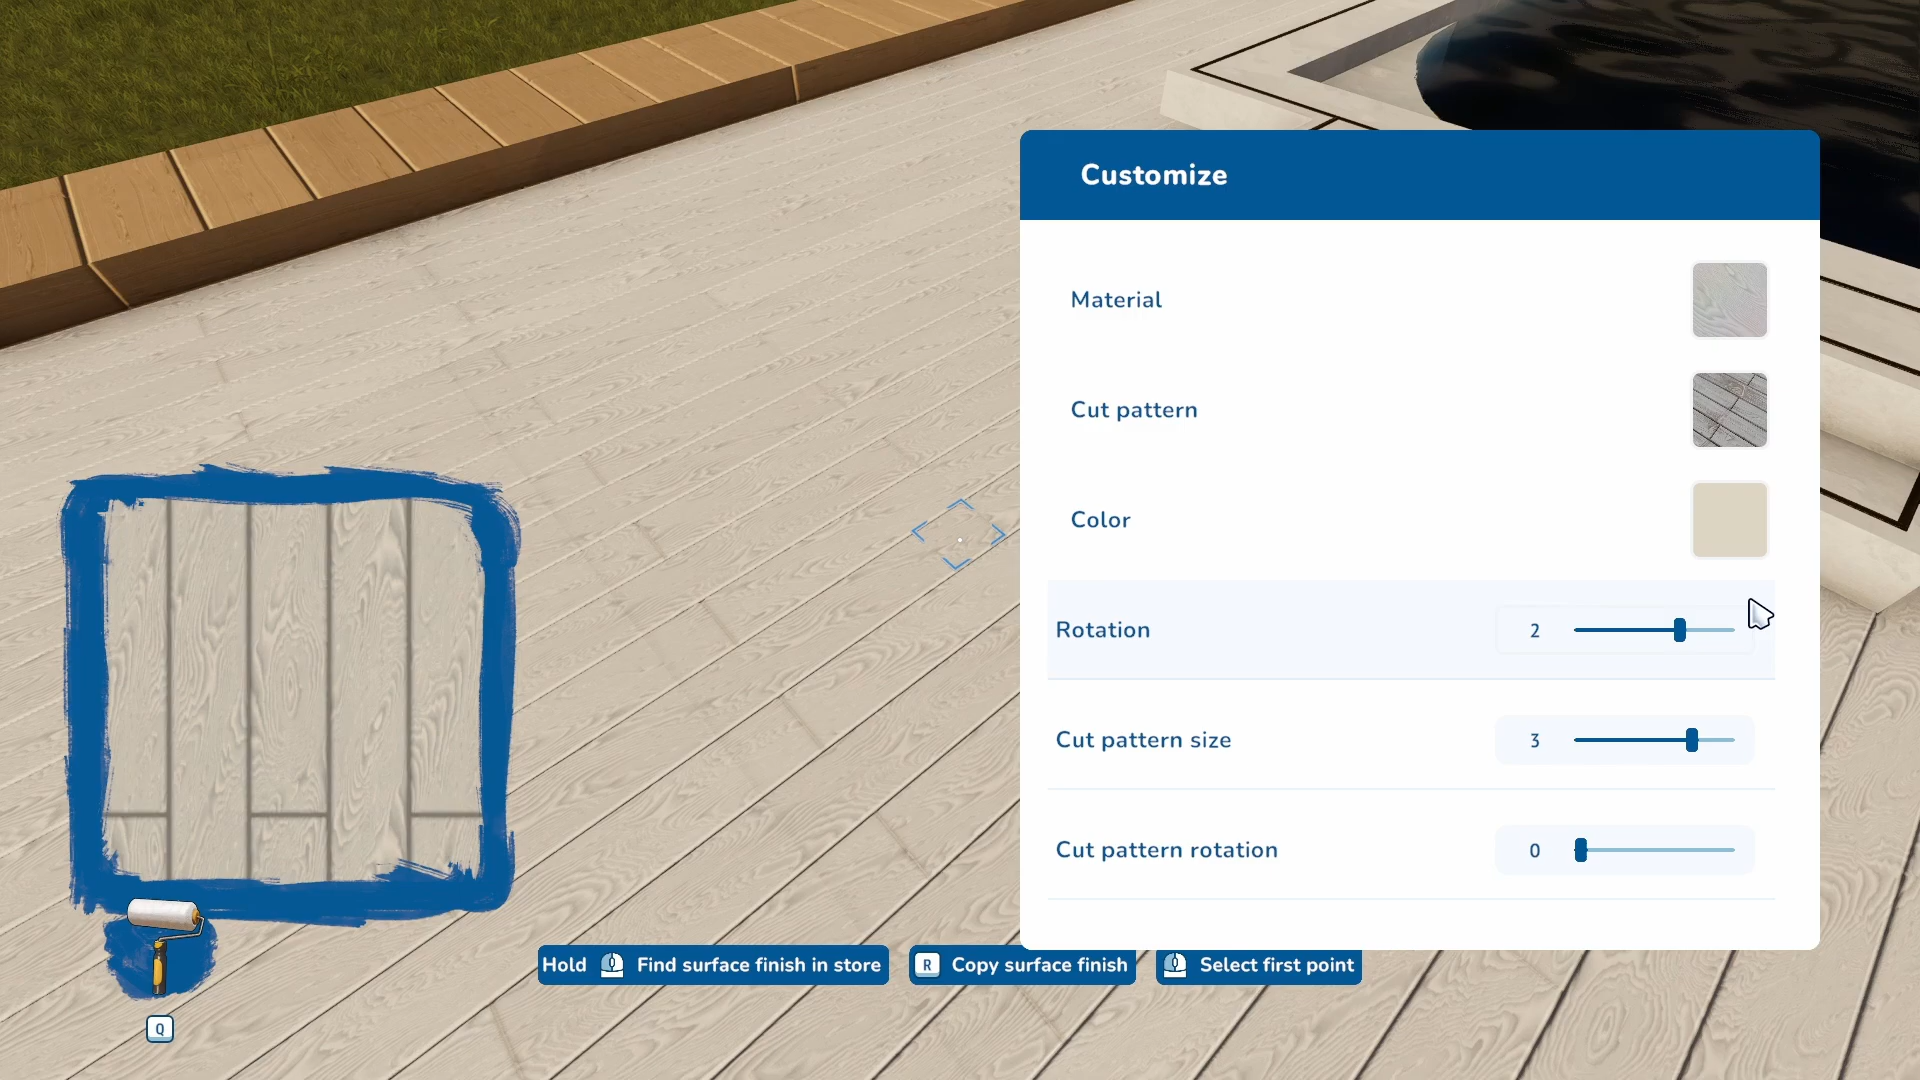 Customize
Material
Cut pattern
Color
Rotation 2
Cut pattern size 3
Cut pattern rotation 0
Hold Find surface finish in store R Copy surface finish Select first point
Q